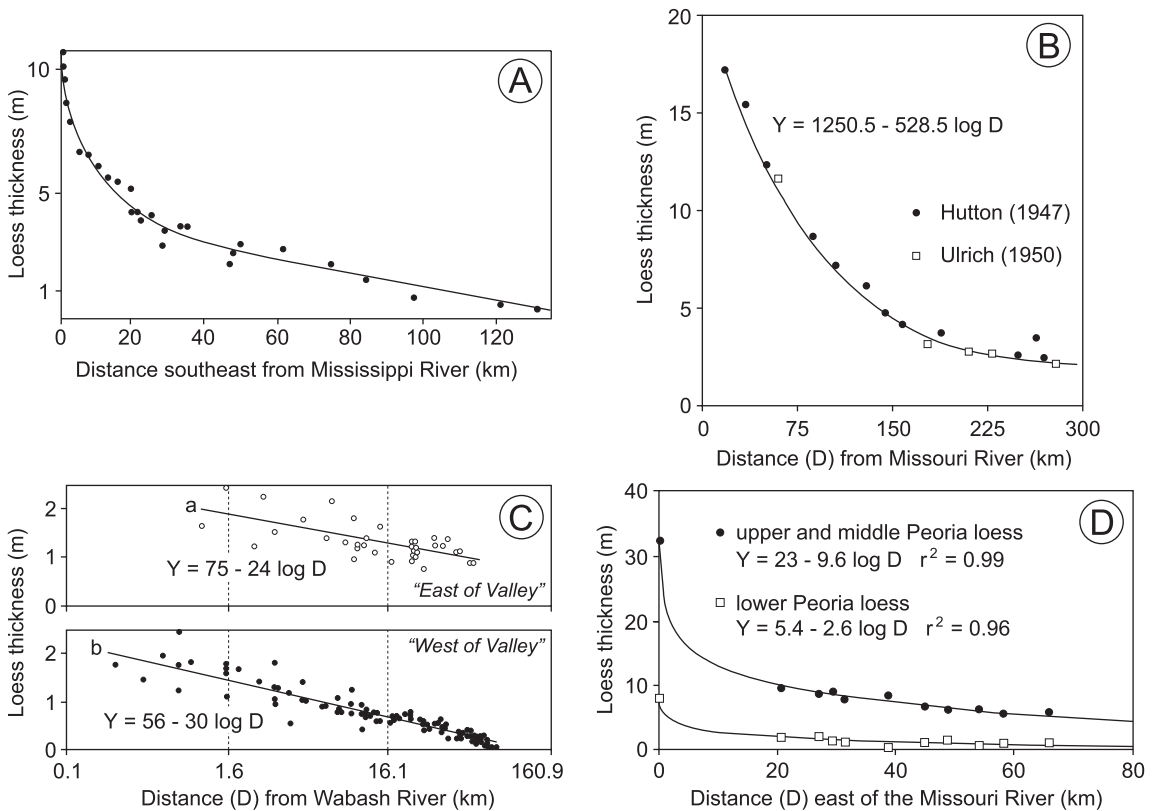 A
Loess thickness (m)
10
5
1
0 20 40 60 80 100 120
Distance southeast from Mississippi River (km)
B
Loess thickness (m)
20
15
10
5
0
Y = 1250.5 - 528.5 log D
Hutton (1947)
Ulrich (1950)
75 150 225 300
Distance (D) from Missouri River (km)
C
Loess thickness (m)
2
1
0
a
Y = 75 - 24 log D
“East of Valley”
2
1
0
b
“West of Valley”
Y = 56 - 30 log D
0.1 1.6 16.1 160.9
Distance (D) from Wabash River (km)
D
Loess thickness (m)
40
30
20
10
0
upper and middle Peoria loess
Y = 23 - 9.6 log D r² = 0.99
lower Peoria loess
Y = 5.4 - 2.6 log D r² = 0.96
0 20 40 60 80
Distance (D) east of the Missouri River (km)